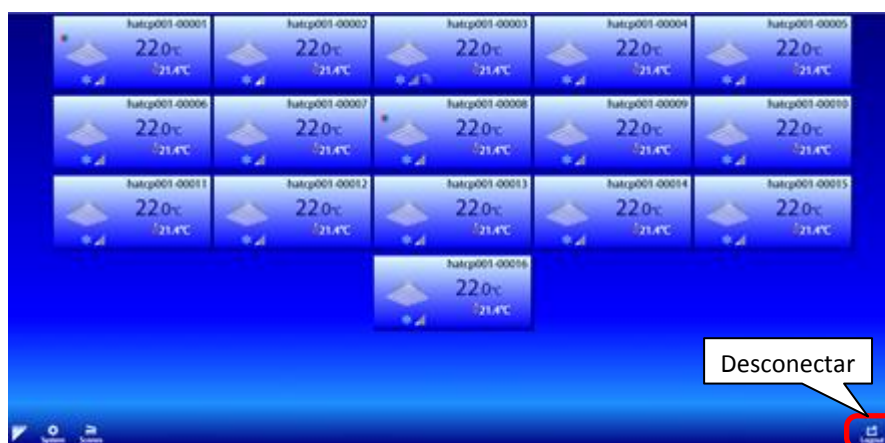 hatcp001-00001 hatcp001-00002 hatcp001-00003 hatcp001-00004 hatcp001-00005
22.0℃ 22.0℃ 22.0℃ 22.0℃ 22.0℃
21.4℃ 21.4℃ 21.4℃ 21.4℃ 21.4℃
hatcp001-00006 hatcp001-00007 hatcp001-00008 hatcp001-00009 hatcp001-00010
22.0℃ 22.0℃ 22.0℃ 22.0℃ 22.0℃
21.4℃ 21.4℃ 21.4℃ 21.4℃ 21.4℃
hatcp001-00011 hatcp001-00012 hatcp001-00013 hatcp001-00014 hatcp001-00015
22.0℃ 22.0℃ 22.0℃ 22.0℃ 22.0℃
21.4℃ 21.4℃ 21.4℃ 21.4℃ 21.4℃
hatcp001-00016
22.0℃
21.4℃
Desconectar
System Scenes